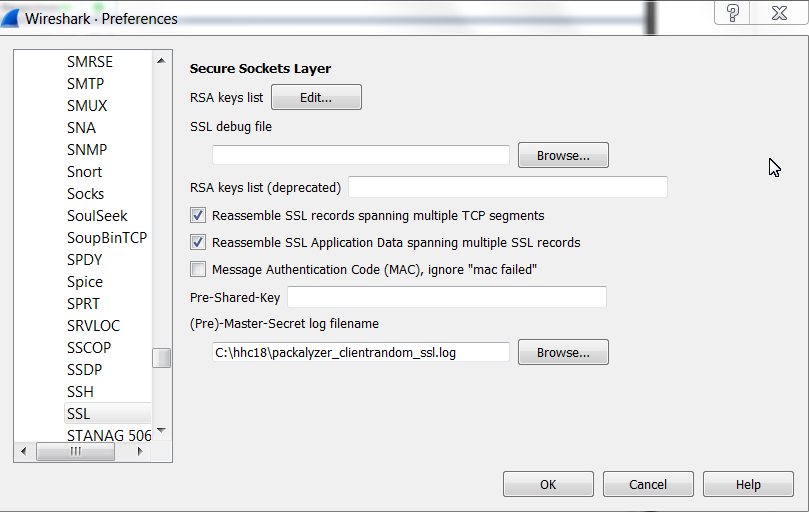 Wireshark · Preferences
SMRSE
SMTP
SMUX
SNA
SNMP
Snort
Socks
SoulSeek
SoupBinTCP
SPDY
Spice
SPRT
SRVLOC
SSCOP
SSDP
SSH
SSL
STANAG 506
Secure Sockets Layer
RSA keys list Edit...
SSL debug file
Browse...
RSA keys list (deprecated)
Reassemble SSL records spanning multiple TCP segments
Reassemble SSL Application Data spanning multiple SSL records
Message Authentication Code (MAC), ignore "mac failed"
Pre-Shared-Key
(Pre)-Master-Secret log filename
C:\hhc18\packalyzer_clientrandom_ssl.log Browse...
OK Cancel Help